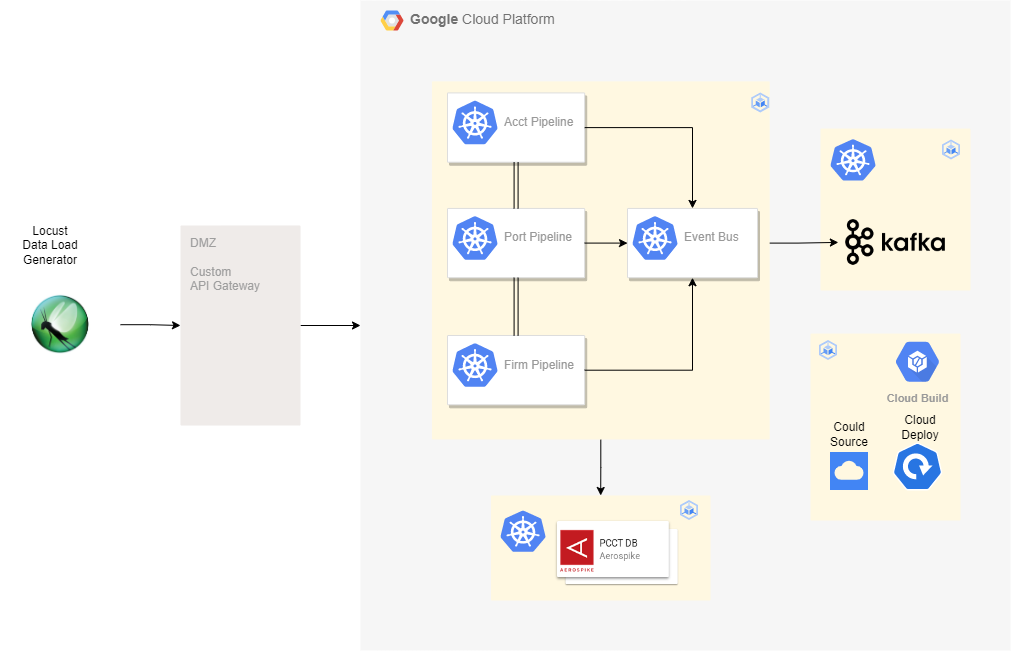 Google Cloud Platform
Acct Pipeline
Port Pipeline
Event Bus
Firm Pipeline
kafka
Locust
Data Load
Generator
DMZ
Custom
API Gateway
Cloud Build
Could
Source
Cloud
Deploy
PCCT DB
Aerospike
AEROSPIKE